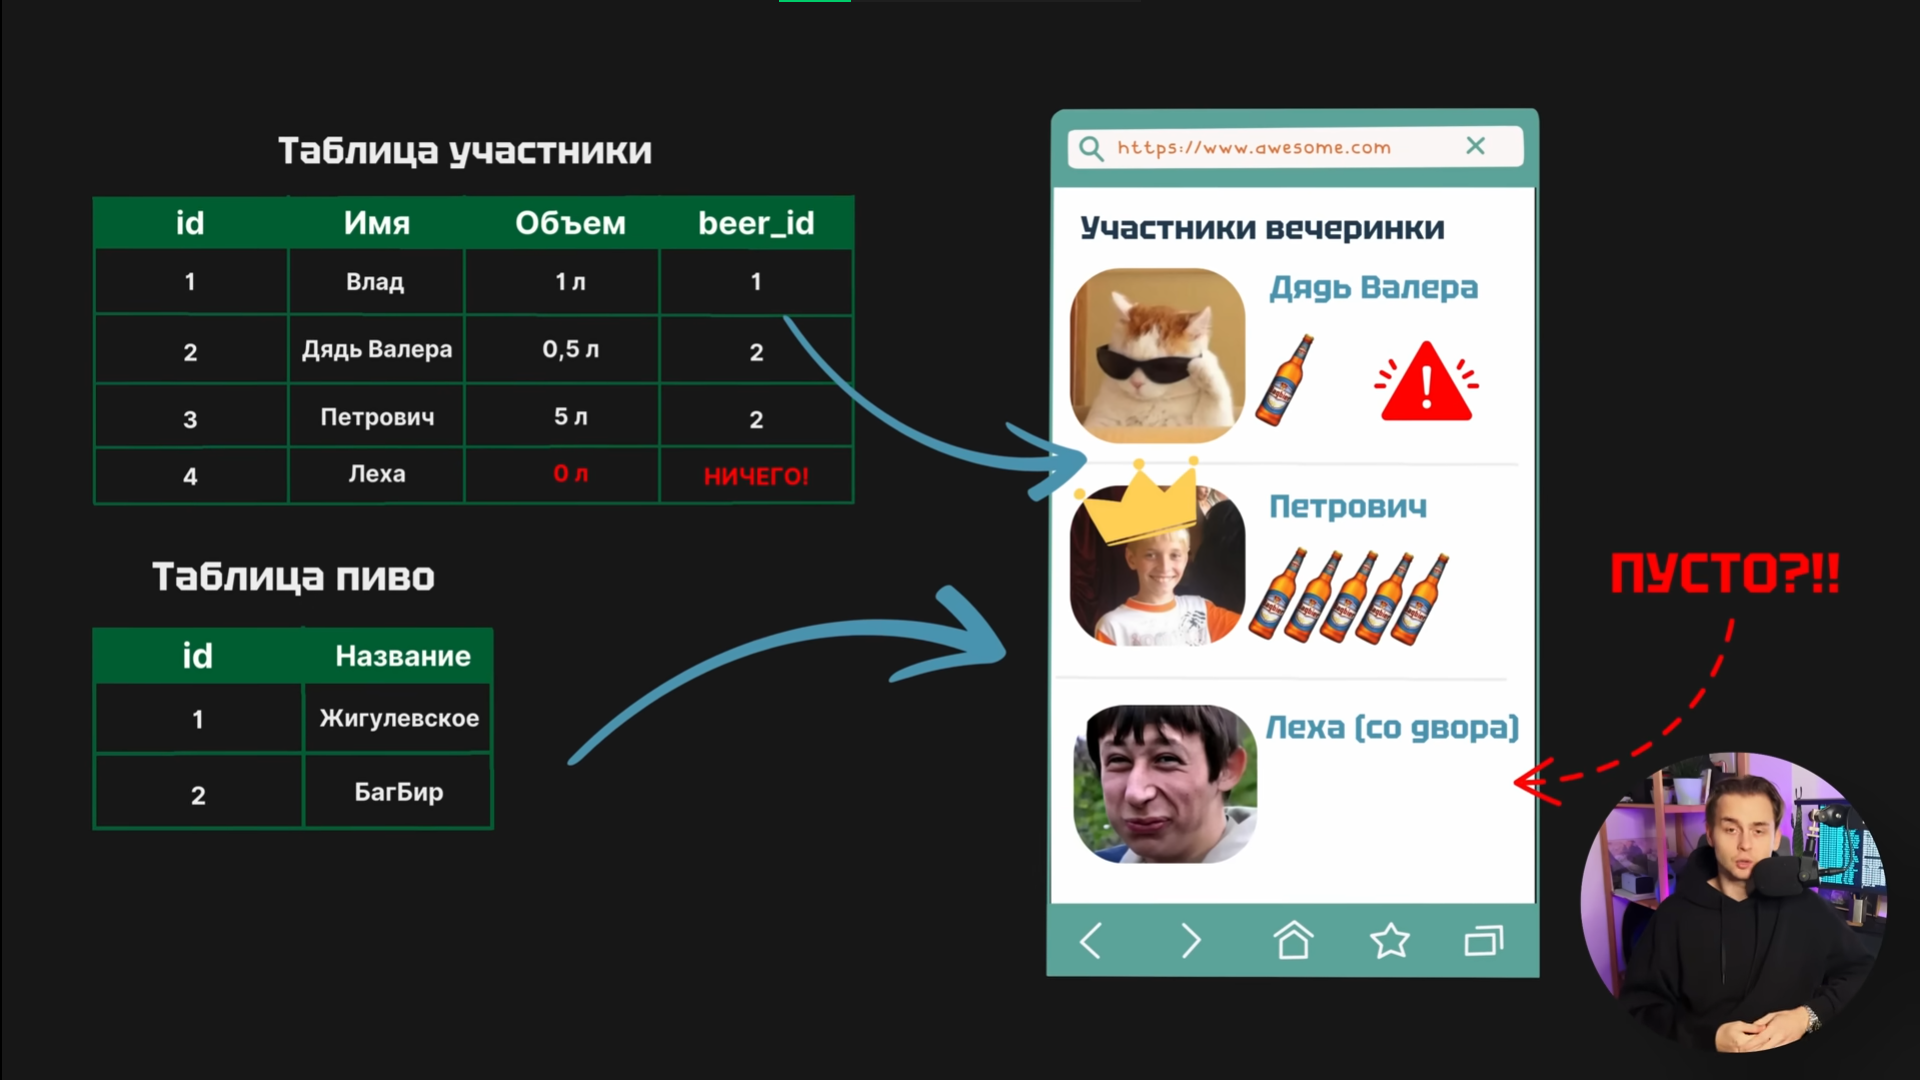 Таблица участники
id Имя Объем beer_id
1 Влад 1 л 1
2 Дядь Валера 0,5 л 2
3 Петрович 5 л 2
4 Леха 0 л НИЧЕГО!
Таблица пиво
id Название
1 Жигулевское
2 БагБир
https://www.awesome.com
Участники вечеринки
Дядь Валера
Петрович
Леха (со двора)
ПУСТО?!!